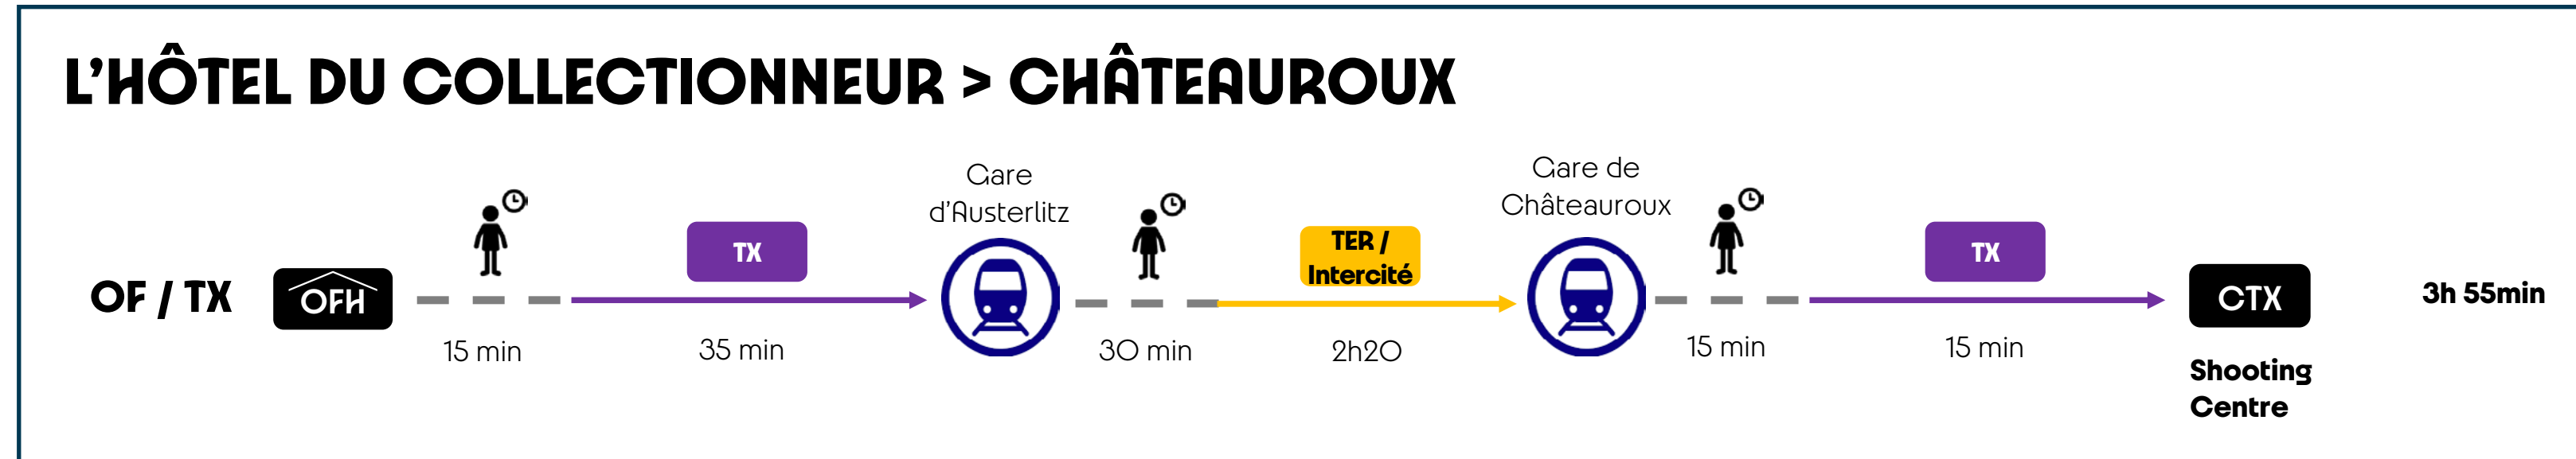 L'HÔTEL DU COLLECTIONNEUR > CHÂTEAUROUX
Gare
d'Austerlitz
Gare de
Châteauroux
OF / TX
OFH
TX
TER /
Intercité
TX
CTX
3h 55min
15 min
35 min
30 min
2h20
15 min
15 min
Shooting
Centre